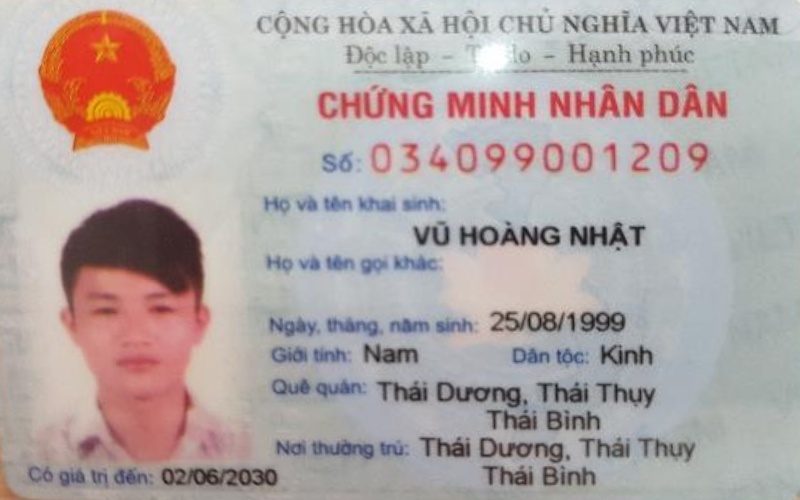 CỘNG HÒA XÃ HỘI CHỦ NGHĨA VIỆT NAM
Độc lập - Tự do - Hạnh phúc
CHỨNG MINH NHÂN DÂN
Số: 034099001209
Họ và tên khai sinh:
VŨ HOÀNG NHẬT
Họ và tên gọi khác:
Ngày, tháng, năm sinh: 25/08/1999
Giới tính: Nam Dân tộc: Kinh
Quê quán: Thái Dương, Thái Thụy
Thái Bình
Nơi thường trú: Thái Dương, Thái Thụy
Thái Bình
Có giá trị đến: 02/06/2030